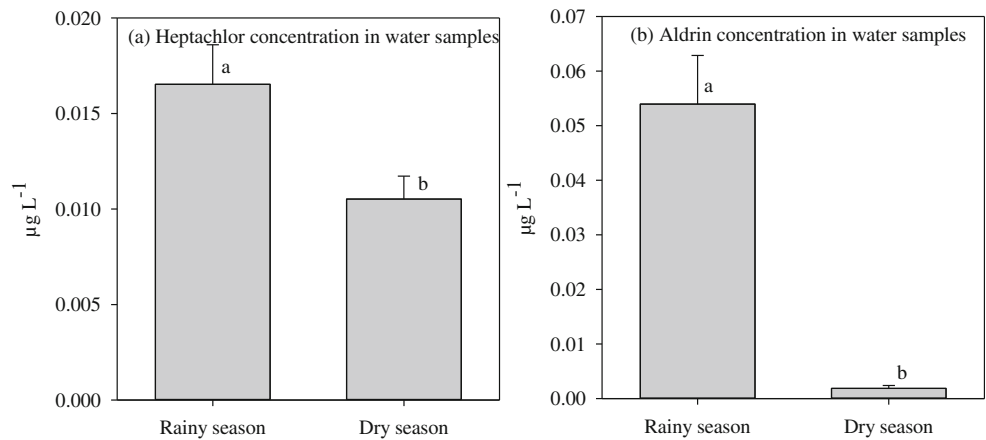 (a) Heptachlor concentration in water samples
0.020
0.015
0.010
0.005
0.000
µg L-1
a
b
Rainy season
Dry season
(b) Aldrin concentration in water samples
0.07
0.06
0.05
0.04
0.03
0.02
0.01
0.00
µg L-1
a
b
Rainy season
Dry season